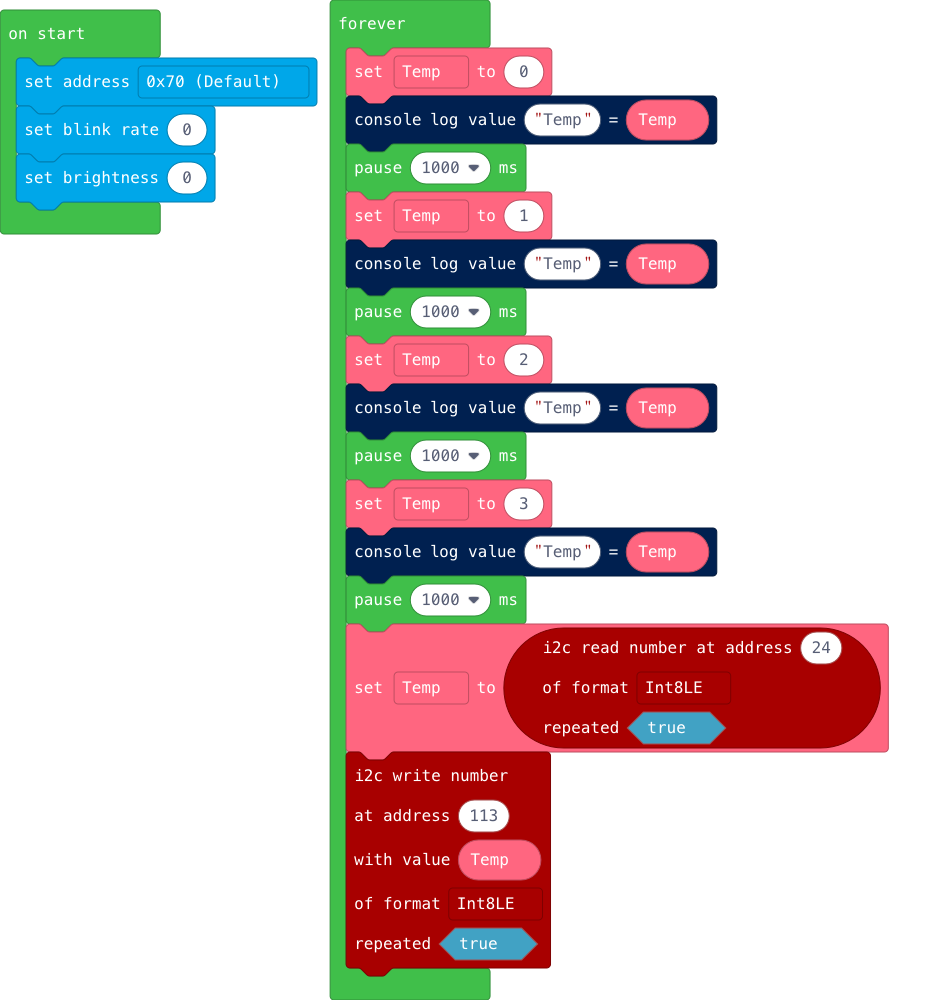 on start
set address 0x70 (Default)
set blink rate 0
set brightness 0
forever
set Temp to 0
console log value "Temp" = Temp
pause 1000 ms
set Temp to 1
console log value "Temp" = Temp
pause 1000 ms
set Temp to 2
console log value "Temp" = Temp
pause 1000 ms
set Temp to 3
console log value "Temp" = Temp
pause 1000 ms
set Temp to
i2c read number at address 24
of format Int8LE
repeated true
i2c write number
at address 113
with value Temp
of format Int8LE
repeated true